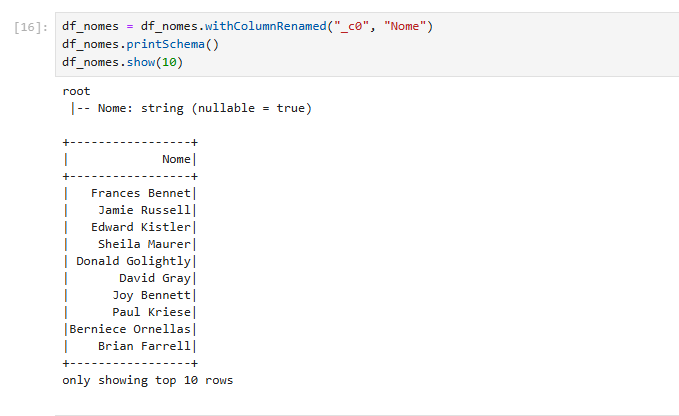 [16]: df_nomes = df_nomes.withColumnRenamed("_c0", "Nome")
df_nomes.printSchema()
df_nomes.show(10)
root
 |-- Nome: string (nullable = true)

+-----------------+
|             Nome|
+-----------------+
|   Frances Bennet|
|    Jamie Russell|
|   Edward Kistler|
|    Sheila Maurer|
| Donald Golightly|
|       David Gray|
|      Joy Bennett|
|      Paul Kriese|
|Berniece Ornellas|
|    Brian Farrell|
+-----------------+
only showing top 10 rows